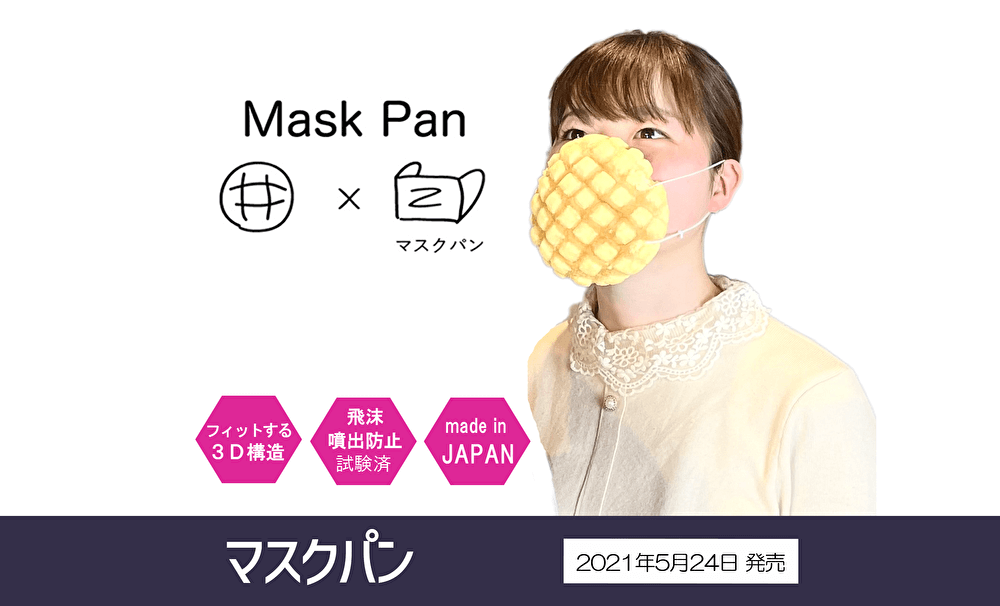 Mask Pan
×
マスクパン
フィットする
3D構造
飛沫
噴出防止
試験済
made in
JAPAN
マスクパン
2021年5月24日 発売